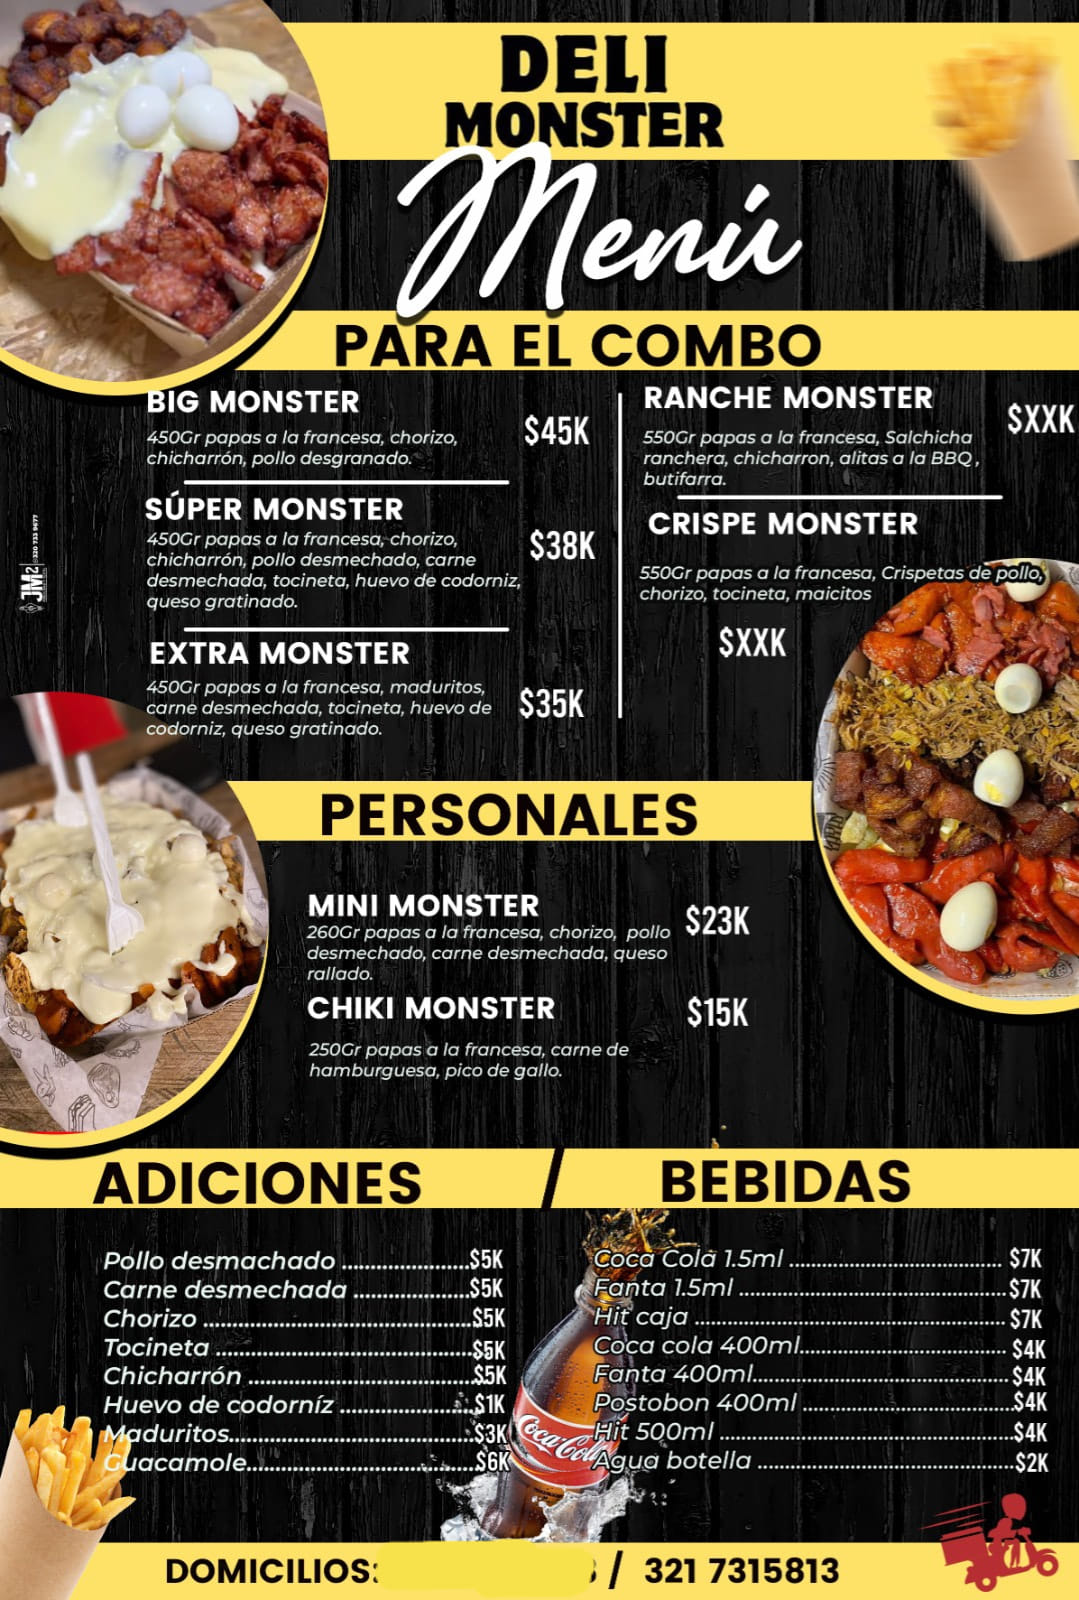 DELI
MONSTER
Menú
PARA EL COMBO
BIG MONSTER
$45K
450Gr papas a la francesa, chorizo,
chicharrón, pollo desgranado.
SÚPER MONSTER
450Gr papas a la francesa, chorizo,
chicharrón, pollo desmechado, carne
desmechada, tocineta, huevo de codorniz,
queso gratinado.
$38K
EXTRA MONSTER
450Gr papas a la francesa, maduritos,
carne desmechada, tocineta, huevo de
codorniz, queso gratinado.
$35K
RANCHE MONSTER
$XXK
550Gr papas a la francesa, Salchicha
ranchera, chicharron, alitas a la BBQ,
butifarra.
CRISPE MONSTER
550Gr papas a la francesa, Crispetas de pollo,
chorizo, tocineta, maicitos
$XXK
JM2
320 733 9677
PERSONALES
MINI MONSTER
$23K
260Gr papas a la francesa, chorizo, pollo
desmechado, carne desmechada, queso
rallado.
CHIKI MONSTER
$15K
250Gr papas a la francesa, carne de
hamburguesa, pico de gallo.
ADICIONES / BEBIDAS
Pollo desmachado ......................$5K
Carne desmechada ....................$5K
Chorizo .............................................$5K
Tocineta ...........................................$5K
Chicharrón ......................................$5K
Huevo de codorníz .......................$1K
Maduritos.........................................$3K
Guacamole......................................$6K
Coca Cola 1.5ml ..................................... $7K
Fanta 1.5ml ..............................................$7K
Hit caja ..................................................... $7K
Coca cola 400ml.................................... $4K
Fanta 400ml............................................$4K
Postobon 400ml ....................................$4K
Hit 500ml ..................................................$4K
Agua botella ............................................$2K
Coca-Cola
DOMICILIOS: / 321 7315813